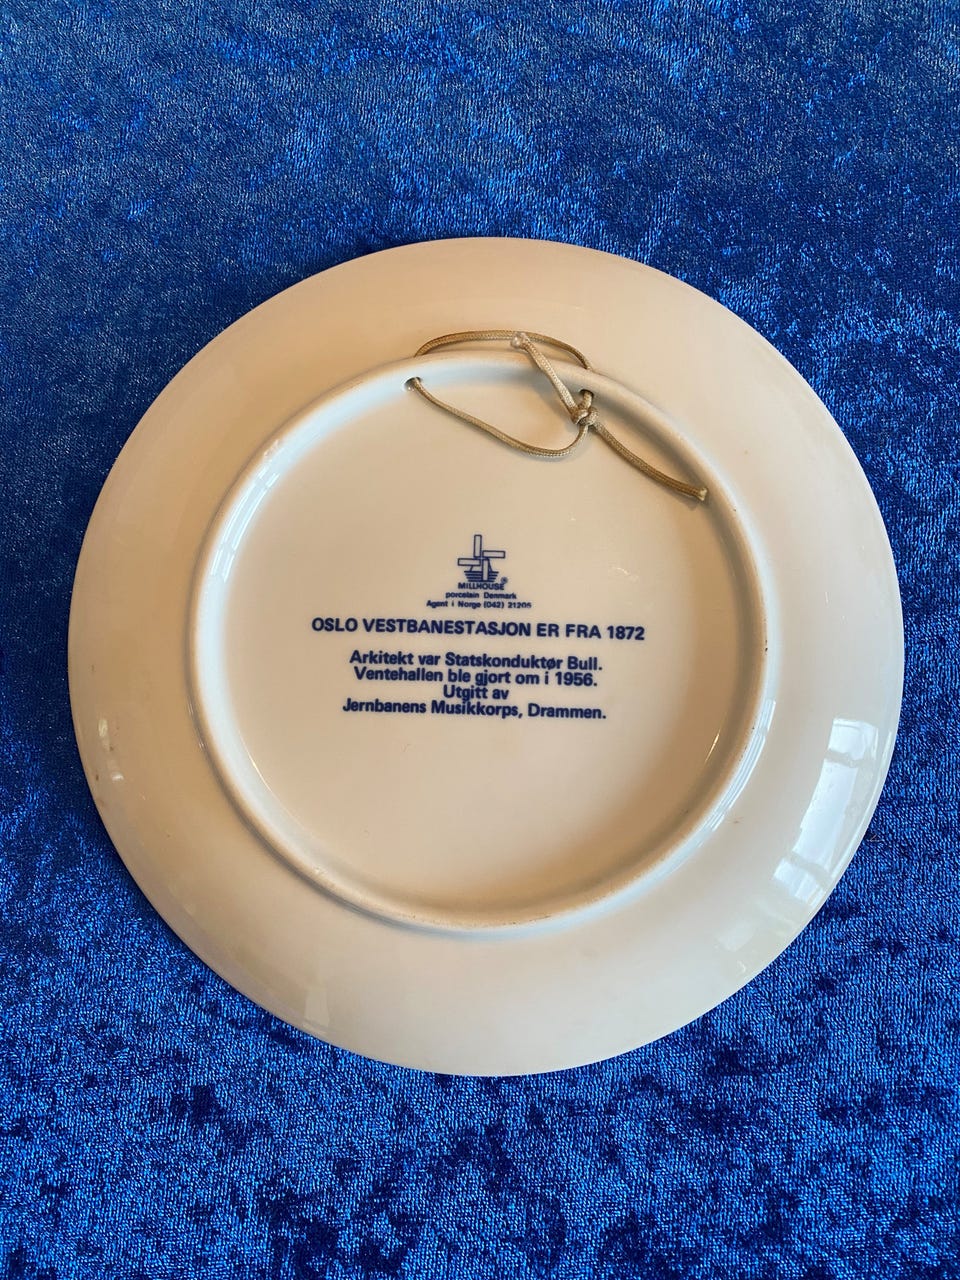 MILLHOUSE®
porcelain Denmark
Agent i Norge (042) 21205
OSLO VESTBANESTASJON ER FRA 1872
Arkitekt var Statskonduktør Bull.
Ventehallen ble gjort om i 1956.
Utgitt av
Jernbanens Musikkorps, Drammen.